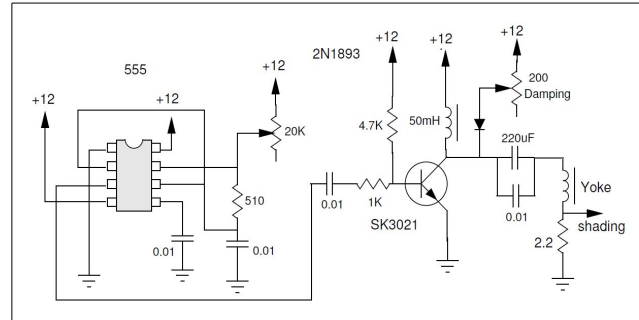 555
2N1893
+12
+12
+12
+12
+12
+12
20K
510
0.01
0.01
4.7K
50mH
200
Damping
220uF
0.01
1K
0.01
SK3021
Yoke
shading
2.2